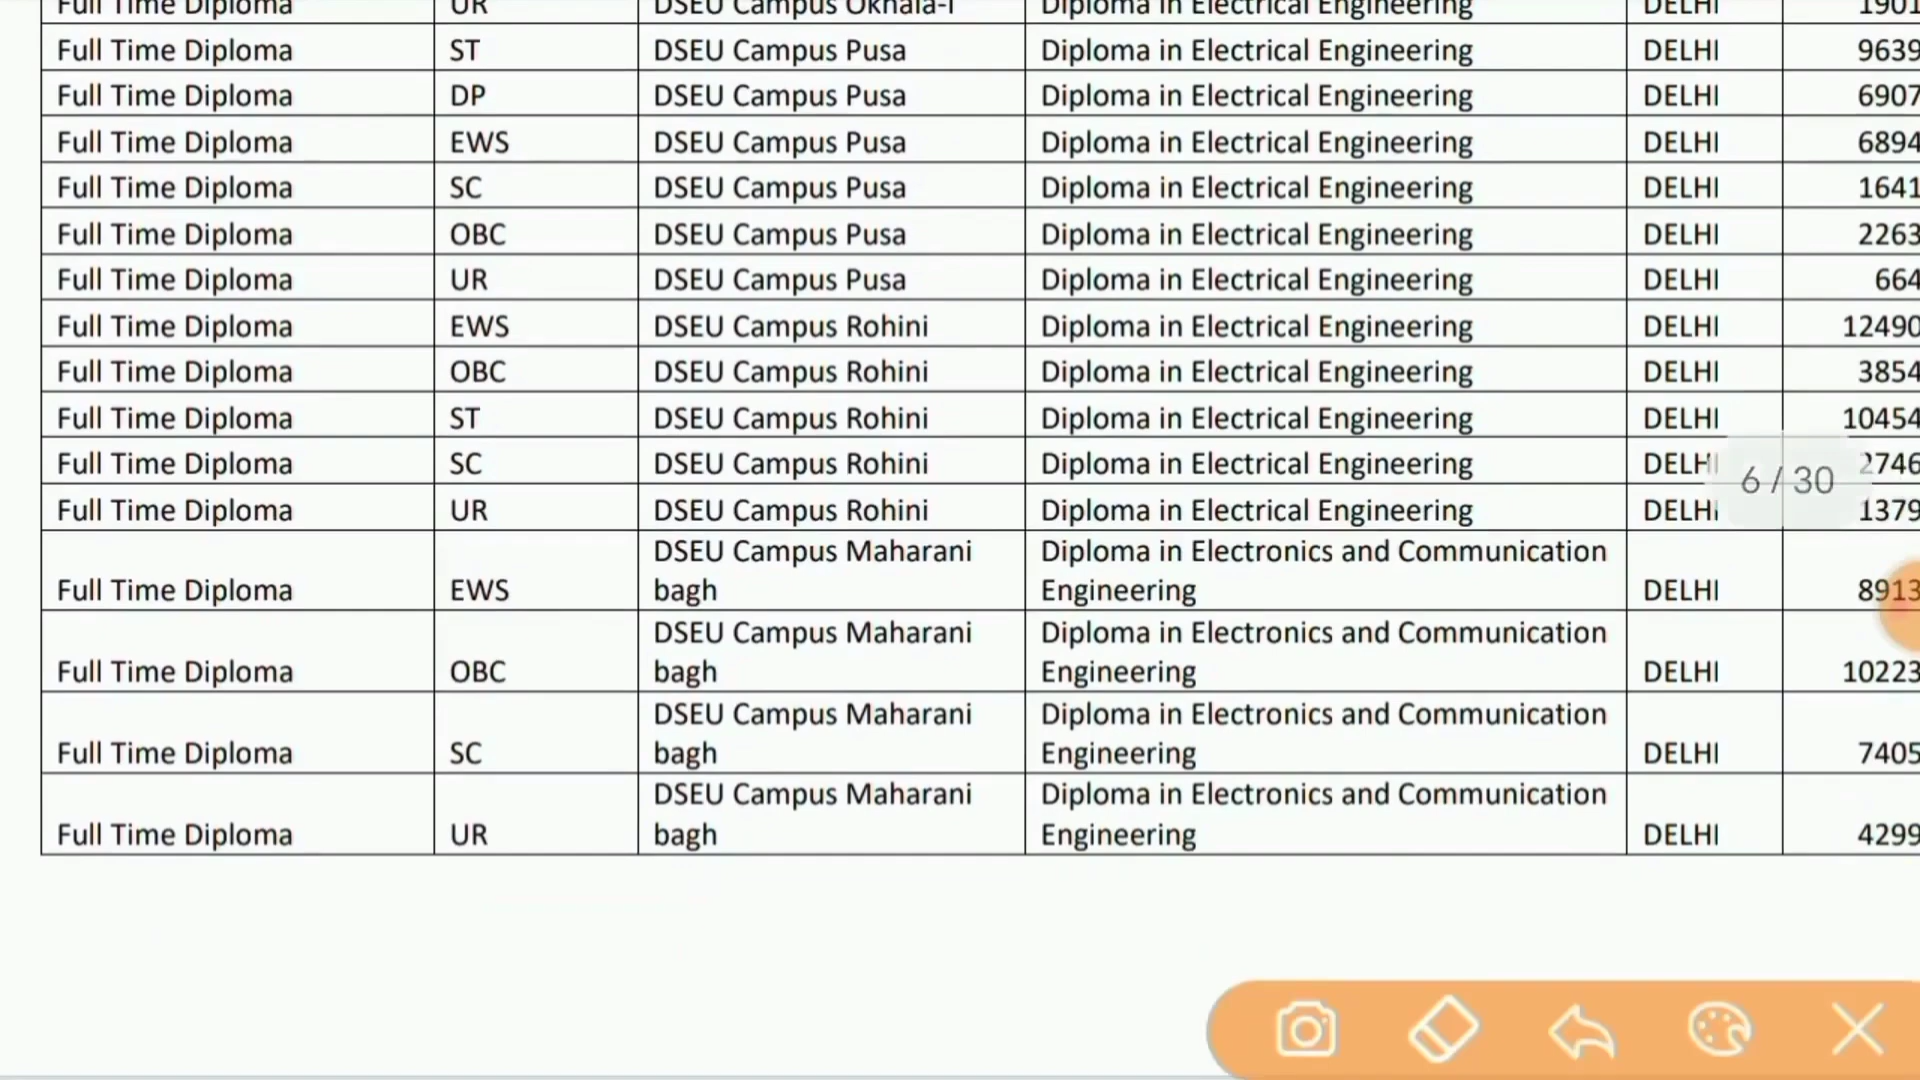 Full Time Diploma UR DSEU Campus Okhala-I Diploma in Electrical Engineering DELHI 1901
Full Time Diploma ST DSEU Campus Pusa Diploma in Electrical Engineering DELHI 9639
Full Time Diploma DP DSEU Campus Pusa Diploma in Electrical Engineering DELHI 6907
Full Time Diploma EWS DSEU Campus Pusa Diploma in Electrical Engineering DELHI 6894
Full Time Diploma SC DSEU Campus Pusa Diploma in Electrical Engineering DELHI 1641
Full Time Diploma OBC DSEU Campus Pusa Diploma in Electrical Engineering DELHI 2263
Full Time Diploma UR DSEU Campus Pusa Diploma in Electrical Engineering DELHI 664
Full Time Diploma EWS DSEU Campus Rohini Diploma in Electrical Engineering DELHI 12490
Full Time Diploma OBC DSEU Campus Rohini Diploma in Electrical Engineering DELHI 3854
Full Time Diploma ST DSEU Campus Rohini Diploma in Electrical Engineering DELHI 10454
Full Time Diploma SC DSEU Campus Rohini Diploma in Electrical Engineering DELHI 2746
6 / 30
Full Time Diploma UR DSEU Campus Rohini Diploma in Electrical Engineering DELHI 1379
DSEU Campus Maharani Diploma in Electronics and Communication
Full Time Diploma EWS bagh Engineering DELHI 8913
DSEU Campus Maharani Diploma in Electronics and Communication
Full Time Diploma OBC bagh Engineering DELHI 10223
DSEU Campus Maharani Diploma in Electronics and Communication
Full Time Diploma SC bagh Engineering DELHI 7405
DSEU Campus Maharani Diploma in Electronics and Communication
Full Time Diploma UR bagh Engineering DELHI 4299